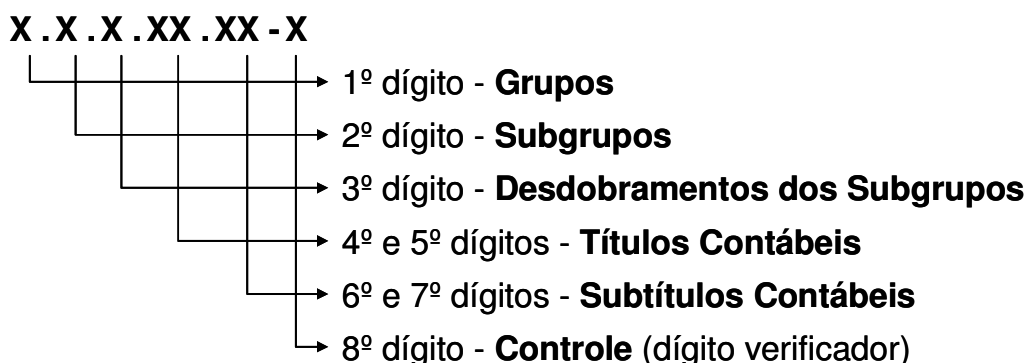 X . X . X . XX . XX - X
1º dígito - Grupos
2º dígito - Subgrupos
3º dígito - Desdobramentos dos Subgrupos
4º e 5º dígitos - Títulos Contábeis
6º e 7º dígitos - Subtítulos Contábeis
8º dígito - Controle (dígito verificador)